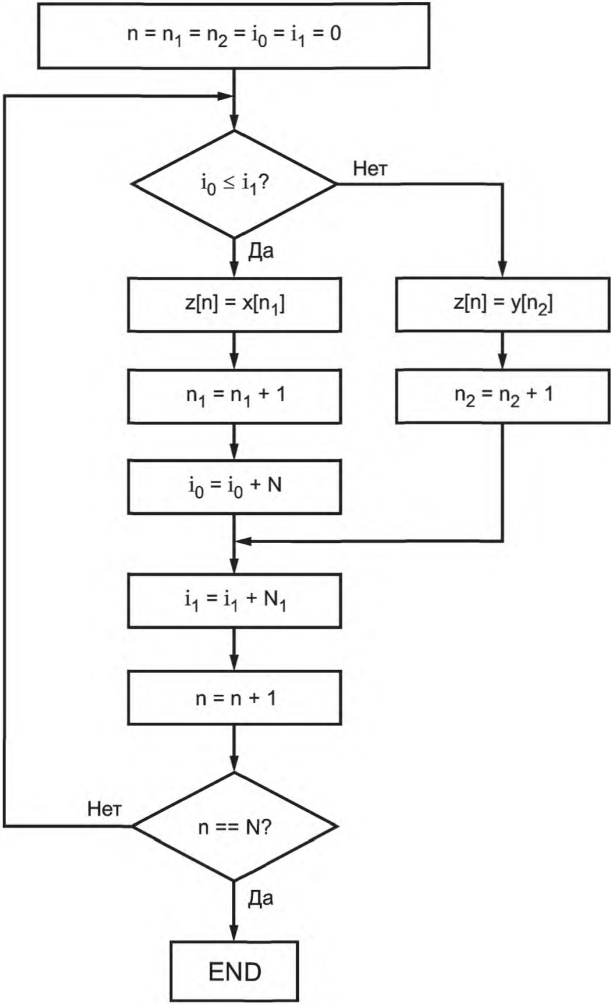 n = n₁ = n₂ = i₀ = i₁ = 0
i₀ ≤ i₁?
Нет
Да
z[n] = x[n₁]
z[n] = y[n₂]
n₁ = n₁ + 1
n₂ = n₂ + 1
i₀ = i₀ + N
i₁ = i₁ + N₁
n = n + 1
Нет
n == N?
Да
END